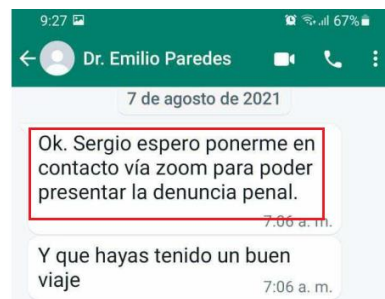 9:27
67%
Dr. Emilio Paredes
7 de agosto de 2021
Ok. Sergio espero ponerme en
contacto vía zoom para poder
presentar la denuncia penal.
7:06 a. m.
Y que hayas tenido un buen
viaje
7:06 a. m.